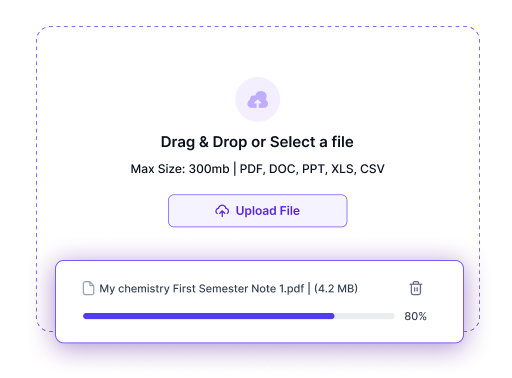 Drag & Drop or Select a file
Max Size: 300mb | PDF, DOC, PPT, XLS, CSV
Upload File
My chemistry First Semester Note 1.pdf | (4.2 MB)
80%